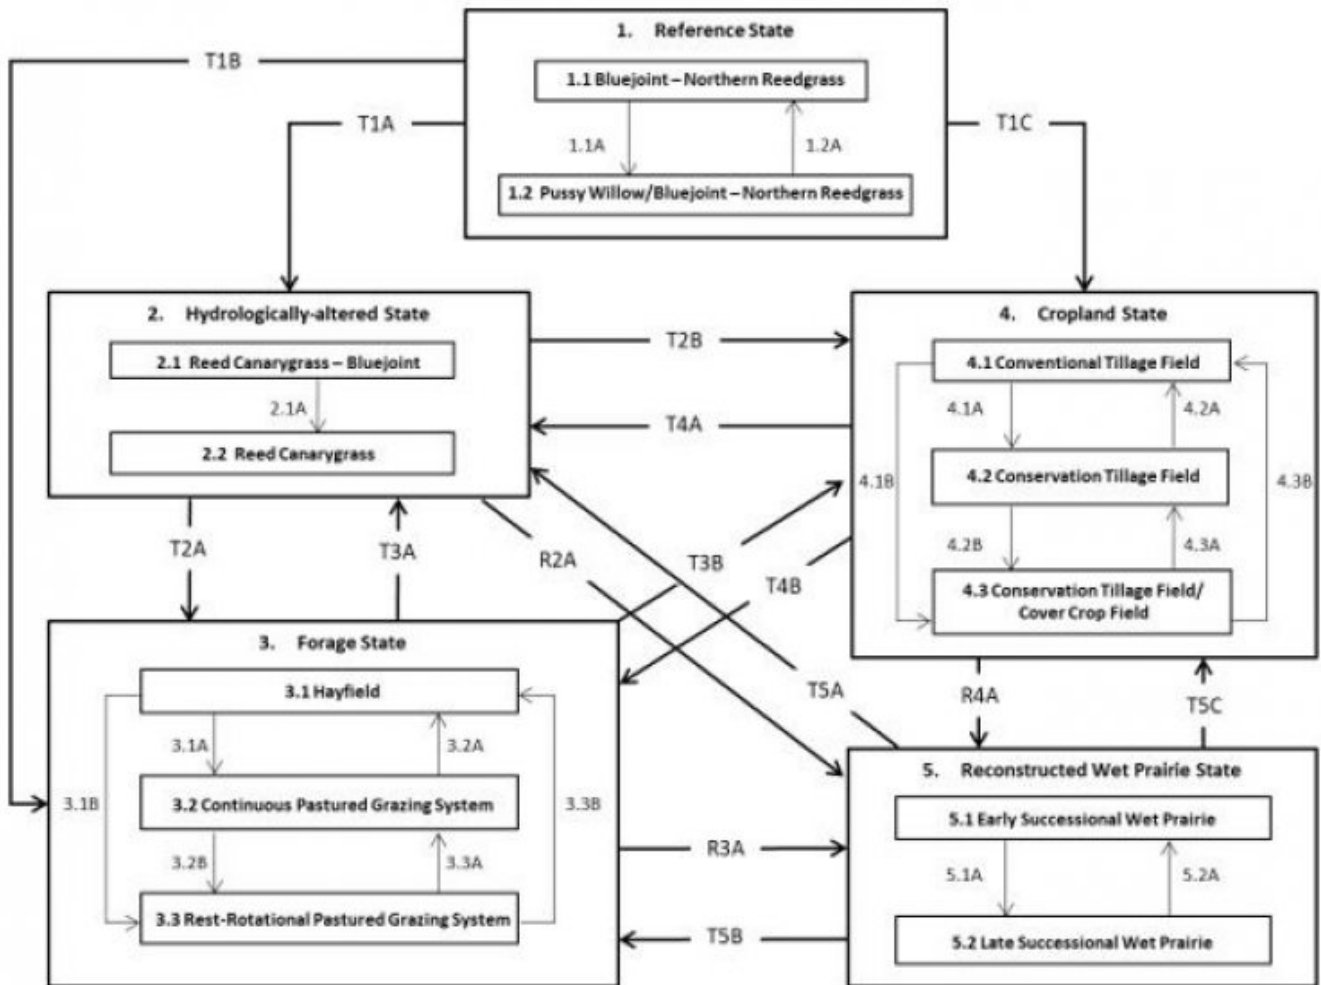 1. Reference State
T1B
1.1 Bluejoint – Northern Reedgrass
T1A
T1C
1.1A
1.2A
1.2 Pussy Willow/Bluejoint – Northern Reedgrass
2. Hydrologically-altered State
2.1 Reed Canarygrass – Bluejoint
2.1A
2.2 Reed Canarygrass
T2B
T4A
4. Cropland State
4.1 Conventional Tillage Field
4.1A
4.2A
4.2 Conservation Tillage Field
4.1B
4.3B
4.2B
4.3A
4.3 Conservation Tillage Field/
Cover Crop Field
T2A
T3A
R2A
T3B
T4B
T5A
R4A
T5C
3. Forage State
3.1 Hayfield
3.1A
3.2A
3.2 Continuous Pastured Grazing System
3.1B
3.3B
3.2B
3.3A
3.3 Rest-Rotational Pastured Grazing System
R3A
T5B
5. Reconstructed Wet Prairie State
5.1 Early Successional Wet Prairie
5.1A
5.2A
5.2 Late Successional Wet Prairie